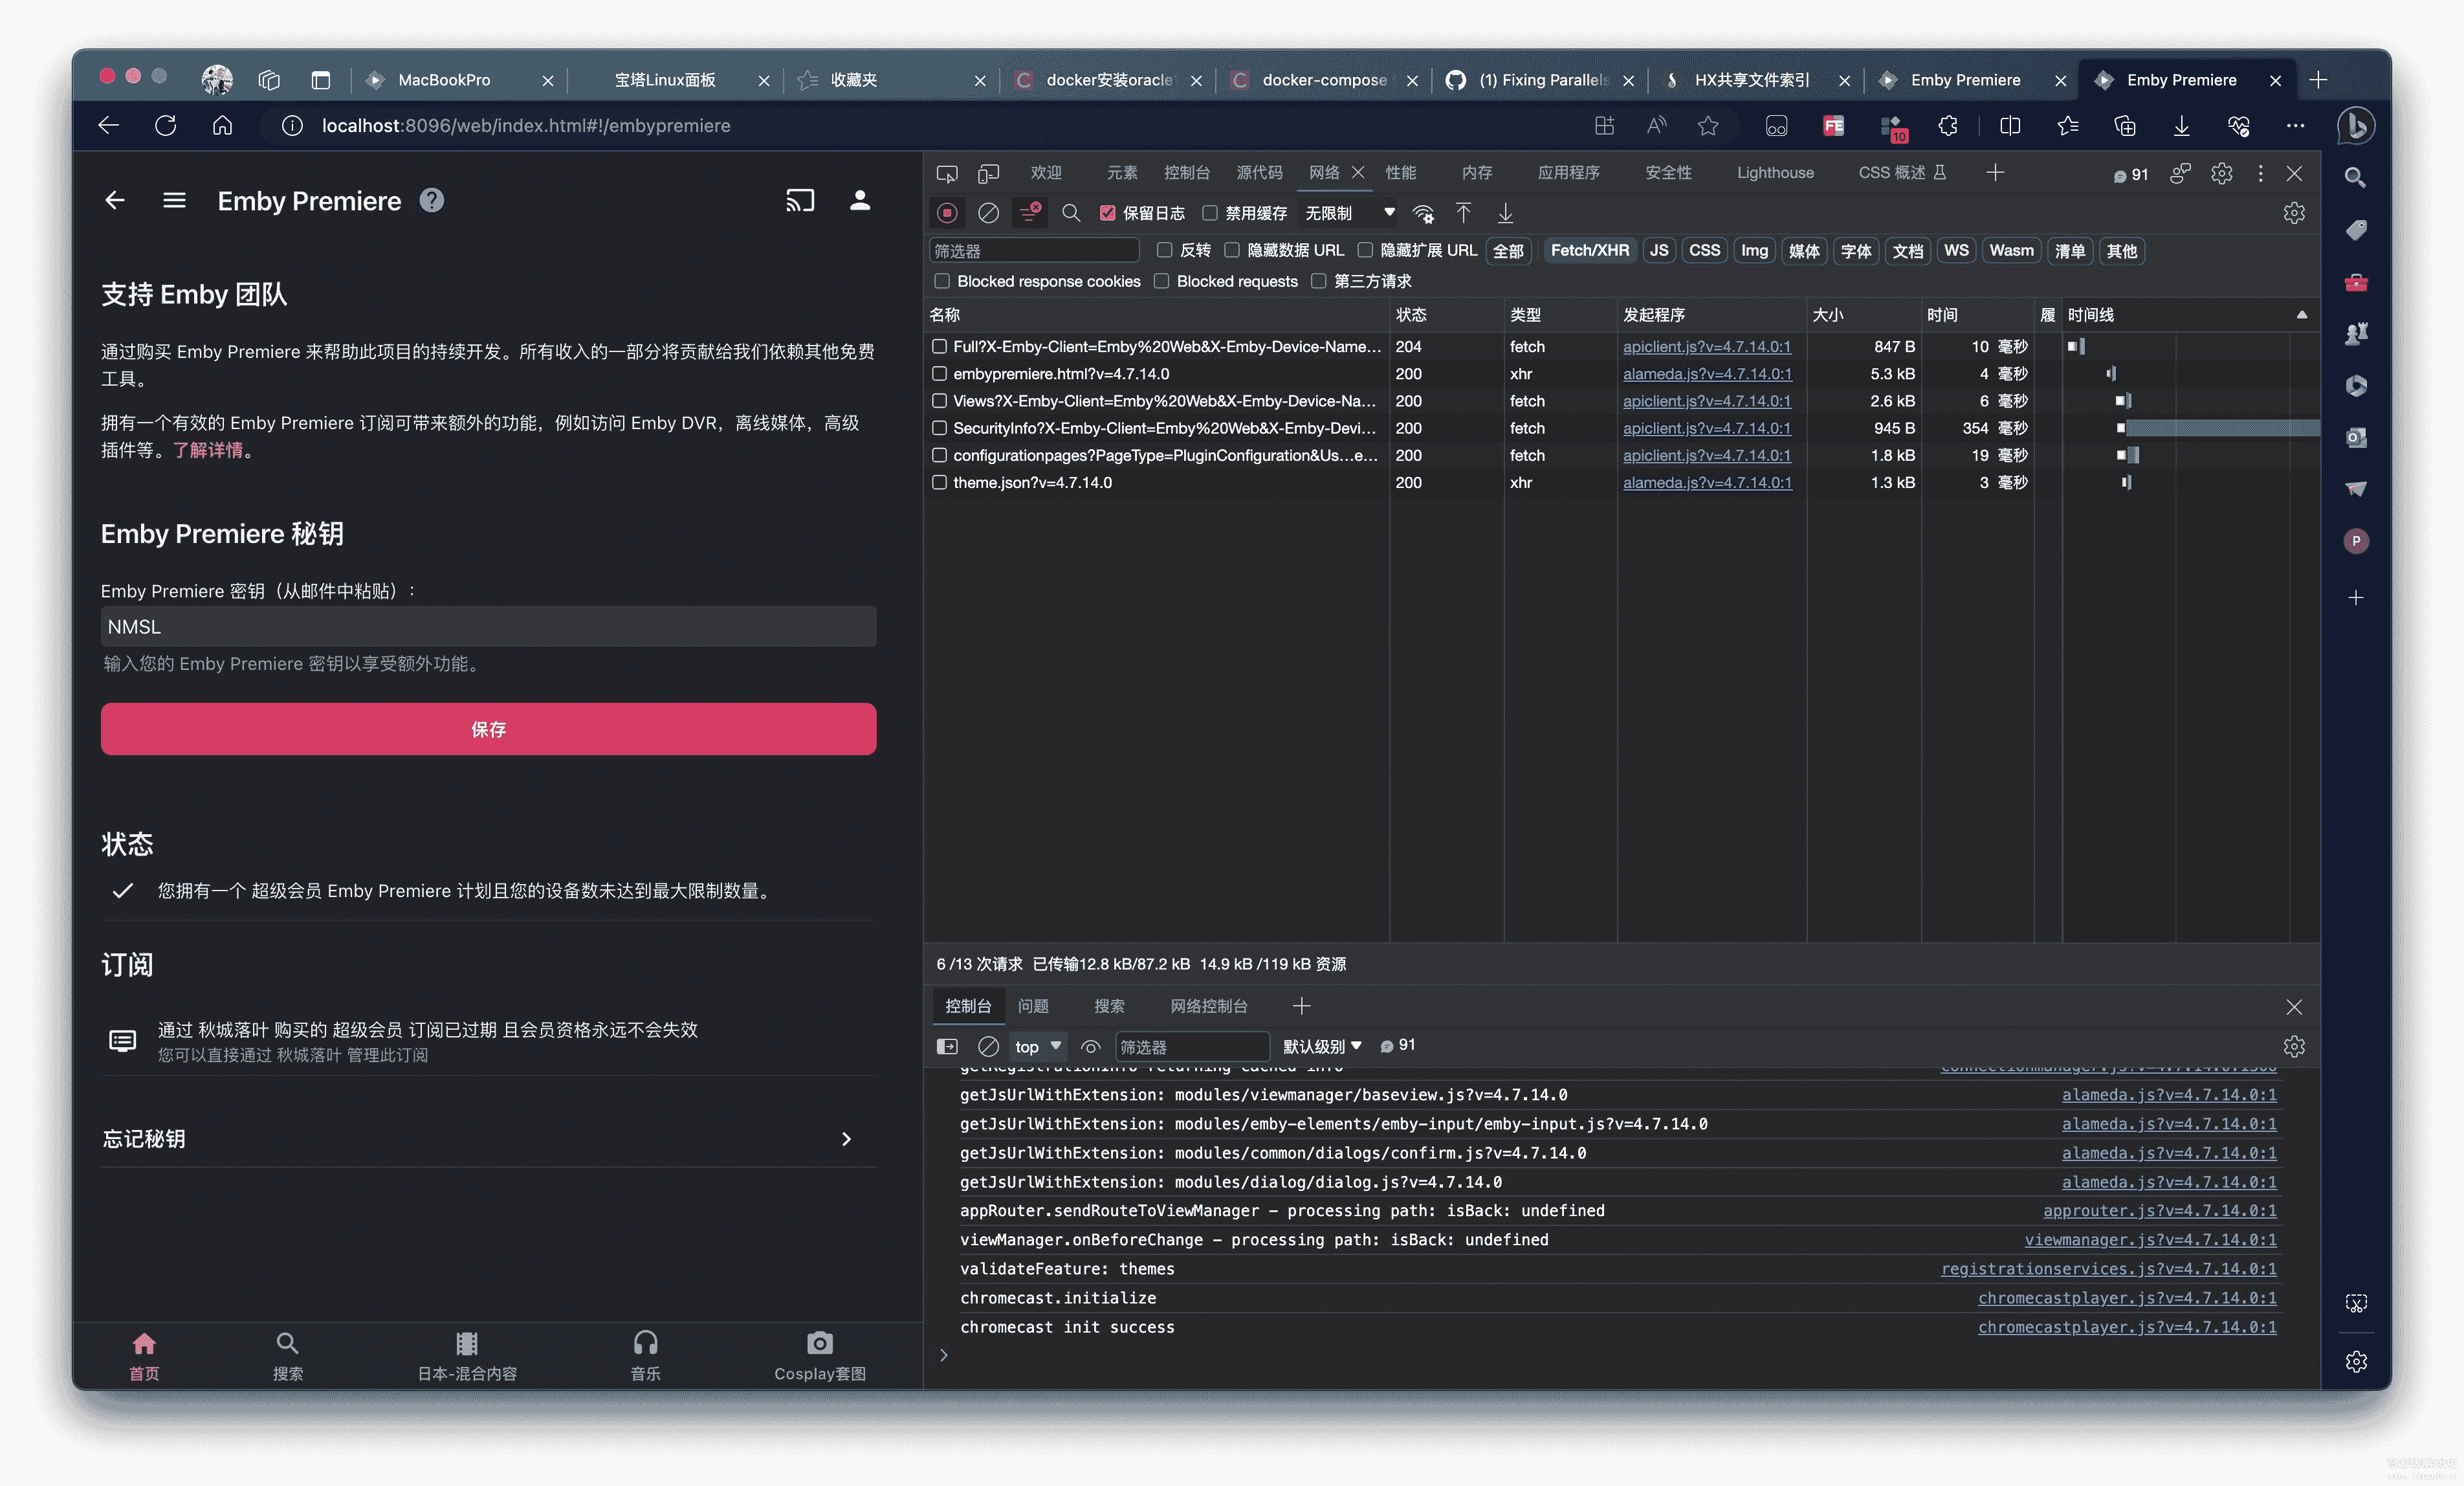 MacBookPro
宝塔Linux面板
收藏夹
docker安装oracle
docker-compose
(1) Fixing Parallels
HX共享文件索引
Emby Premiere
Emby Premiere
localhost:8096/web/index.html#!/embypremiere
10
Emby Premiere
支持 Emby 团队
通过购买 Emby Premiere 来帮助此项目的持续开发。所有收入的一部分将贡献给我们依赖其他免费
工具。
拥有一个有效的 Emby Premiere 订阅可带来额外的功能，例如访问 Emby DVR，离线媒体，高级
插件等。了解详情。
Emby Premiere 秘钥
Emby Premiere 密钥（从邮件中粘贴）：
NMSL
输入您的 Emby Premiere 密钥以享受额外功能。
保存
状态
您拥有一个 超级会员 Emby Premiere 计划且您的设备数未达到最大限制数量。
订阅
通过 秋城落叶 购买的 超级会员 订阅已过期 且会员资格永远不会失效
您可以直接通过 秋城落叶 管理此订阅
忘记秘钥
首页
搜索
日本-混合内容
音乐
Cosplay套图
欢迎 元素 控制台 源代码 网络 性能 内存 应用程序 安全性 Lighthouse CSS 概述 91
保留日志 禁用缓存 无限制
筛选器 反转 隐藏数据 URL 隐藏扩展 URL 全部 Fetch/XHR JS CSS Img 媒体 字体 文档 WS Wasm 清单 其他
Blocked response cookies Blocked requests 第三方请求
名称 状态 类型 发起程序 大小 时间 履 时间线
Full?X-Emby-Client=Emby%20Web&X-Emby-Device-Name... 204 fetch apiclient.js?v=4.7.14.0:1 847 B 10 毫秒
embypremiere.html?v=4.7.14.0 200 xhr alameda.js?v=4.7.14.0:1 5.3 kB 4 毫秒
Views?X-Emby-Client=Emby%20Web&X-Emby-Device-Na... 200 fetch apiclient.js?v=4.7.14.0:1 2.6 kB 6 毫秒
SecurityInfo?X-Emby-Client=Emby%20Web&X-Emby-Devi... 200 fetch apiclient.js?v=4.7.14.0:1 945 B 354 毫秒
configurationpages?PageType=PluginConfiguration&Us...e... 200 fetch apiclient.js?v=4.7.14.0:1 1.8 kB 19 毫秒
theme.json?v=4.7.14.0 200 xhr alameda.js?v=4.7.14.0:1 1.3 kB 3 毫秒
6 /13 次请求 已传输12.8 kB/87.2 kB 14.9 kB /119 kB 资源
控制台 问题 搜索 网络控制台
top 筛选器 默认级别 91
getRegistrationInfo returning cached info connectionmanager.js?v=4.7.14.0:1306
getJsUrlWithExtension: modules/viewmanager/baseview.js?v=4.7.14.0 alameda.js?v=4.7.14.0:1
getJsUrlWithExtension: modules/emby-elements/emby-input/emby-input.js?v=4.7.14.0 alameda.js?v=4.7.14.0:1
getJsUrlWithExtension: modules/common/dialogs/confirm.js?v=4.7.14.0 alameda.js?v=4.7.14.0:1
getJsUrlWithExtension: modules/dialog/dialog.js?v=4.7.14.0 alameda.js?v=4.7.14.0:1
appRouter.sendRouteToViewManager - processing path: isBack: undefined approuter.js?v=4.7.14.0:1
viewManager.onBeforeChange - processing path: isBack: undefined viewmanager.js?v=4.7.14.0:1
validateFeature: themes registrationservices.js?v=4.7.14.0:1
chromecast.initialize chromecastplayer.js?v=4.7.14.0:1
chromecast init success chromecastplayer.js?v=4.7.14.0:1
P